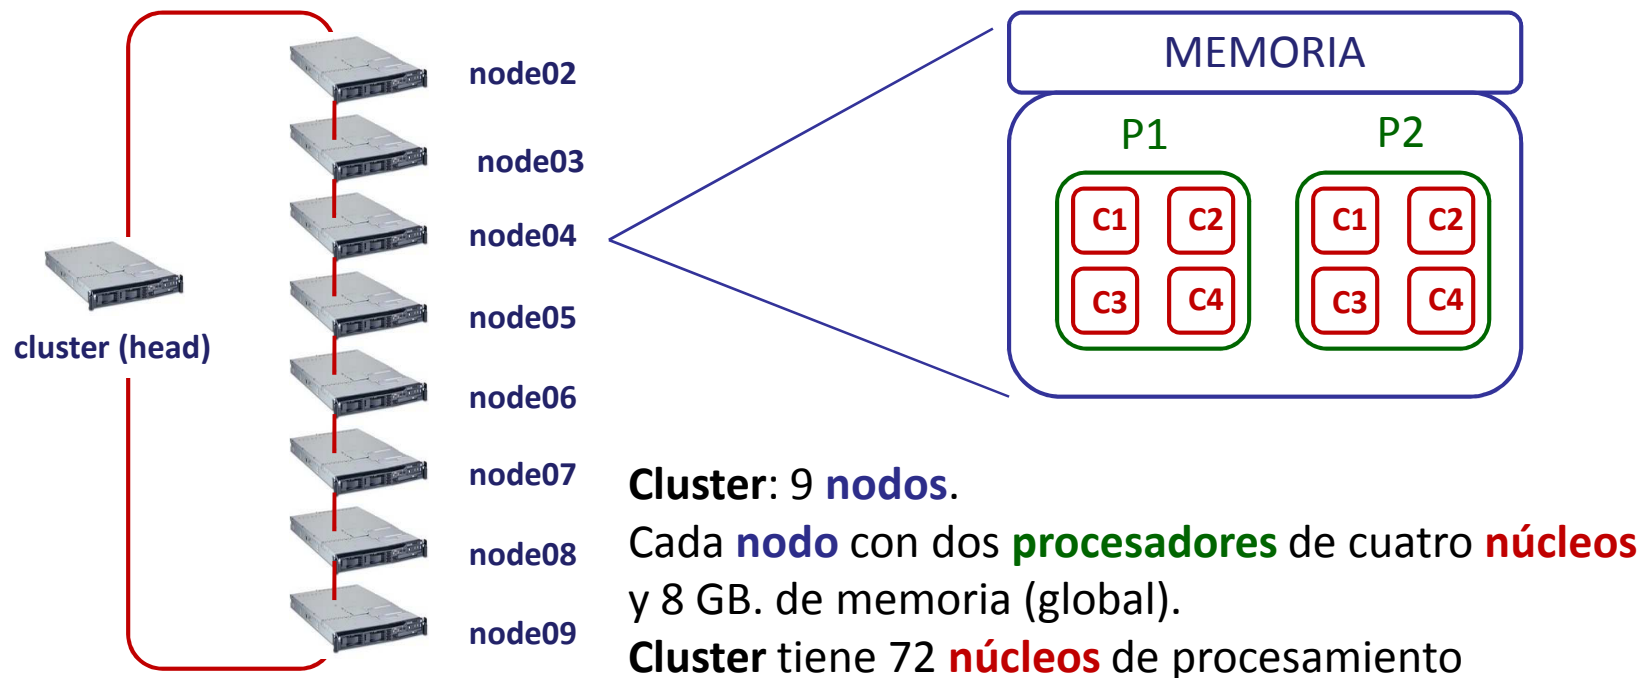 node02
node03
node04
node05
node06
node07
node08
node09
cluster (head)
MEMORIA
P1 P2
C1 C2 C1 C2
C3 C4 C3 C4
Cluster: 9 nodos.
Cada nodo con dos procesadores de cuatro núcleos
y 8 GB. de memoria (global).
Cluster tiene 72 núcleos de procesamiento